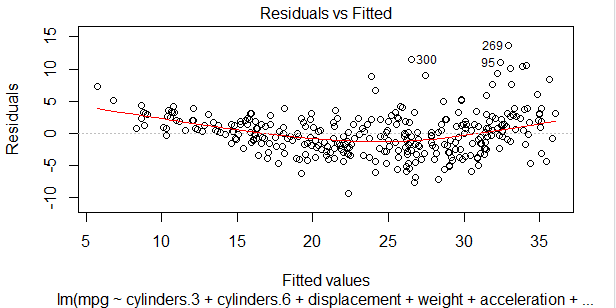 Residuals vs Fitted
Residuals
15
10
5
0
-5
-10
269
95
300
5 10 15 20 25 30 35
Fitted values
lm(mpg ~ cylinders.3 + cylinders.6 + displacement + weight + acceleration + ...